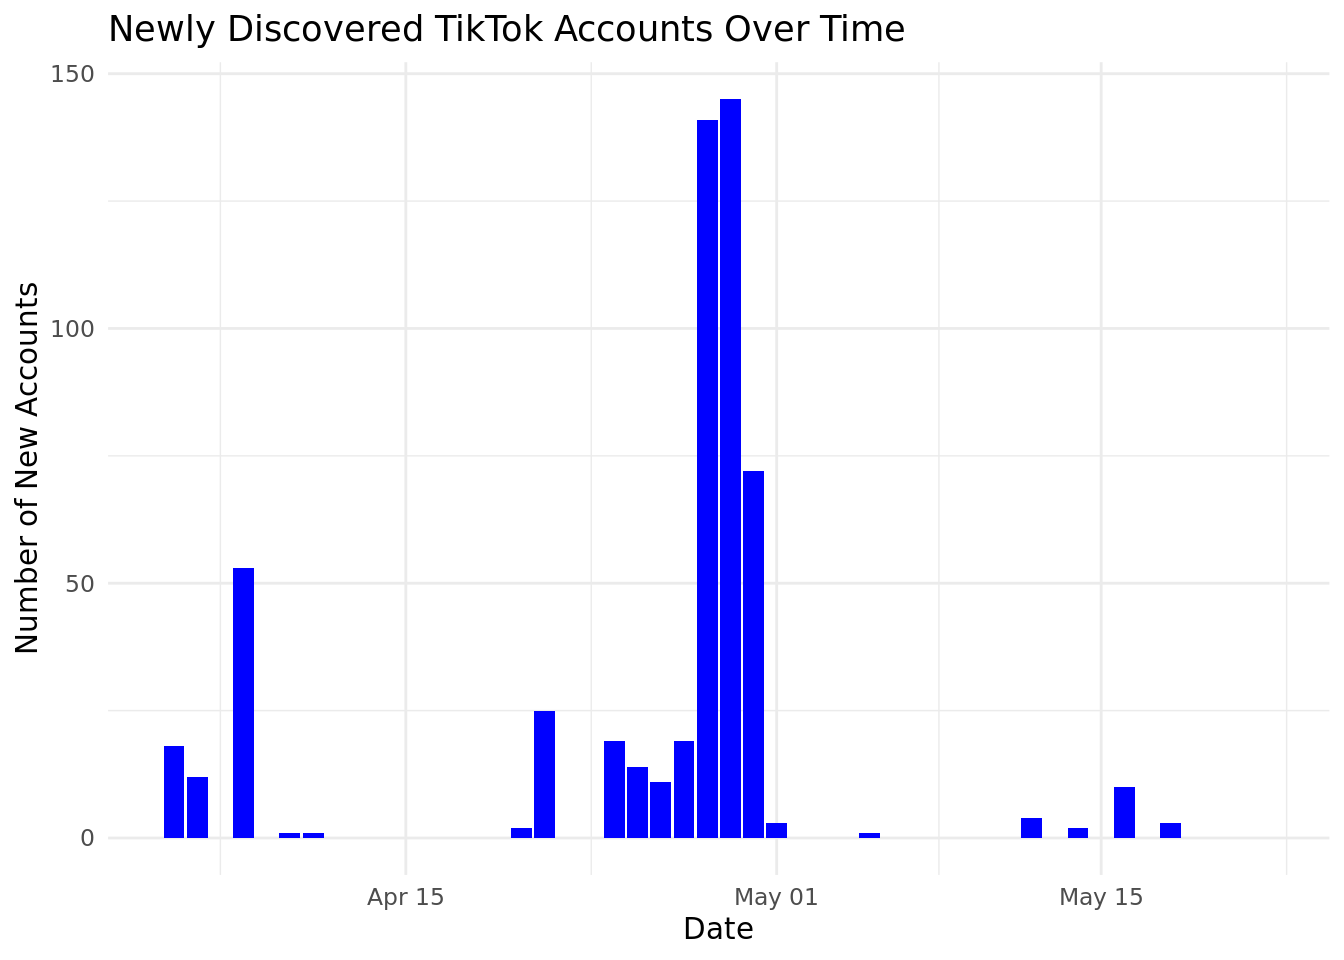 Newly Discovered TikTok Accounts Over Time
Number of New Accounts
150
100
50
0
Apr 15
May 01
May 15
Date